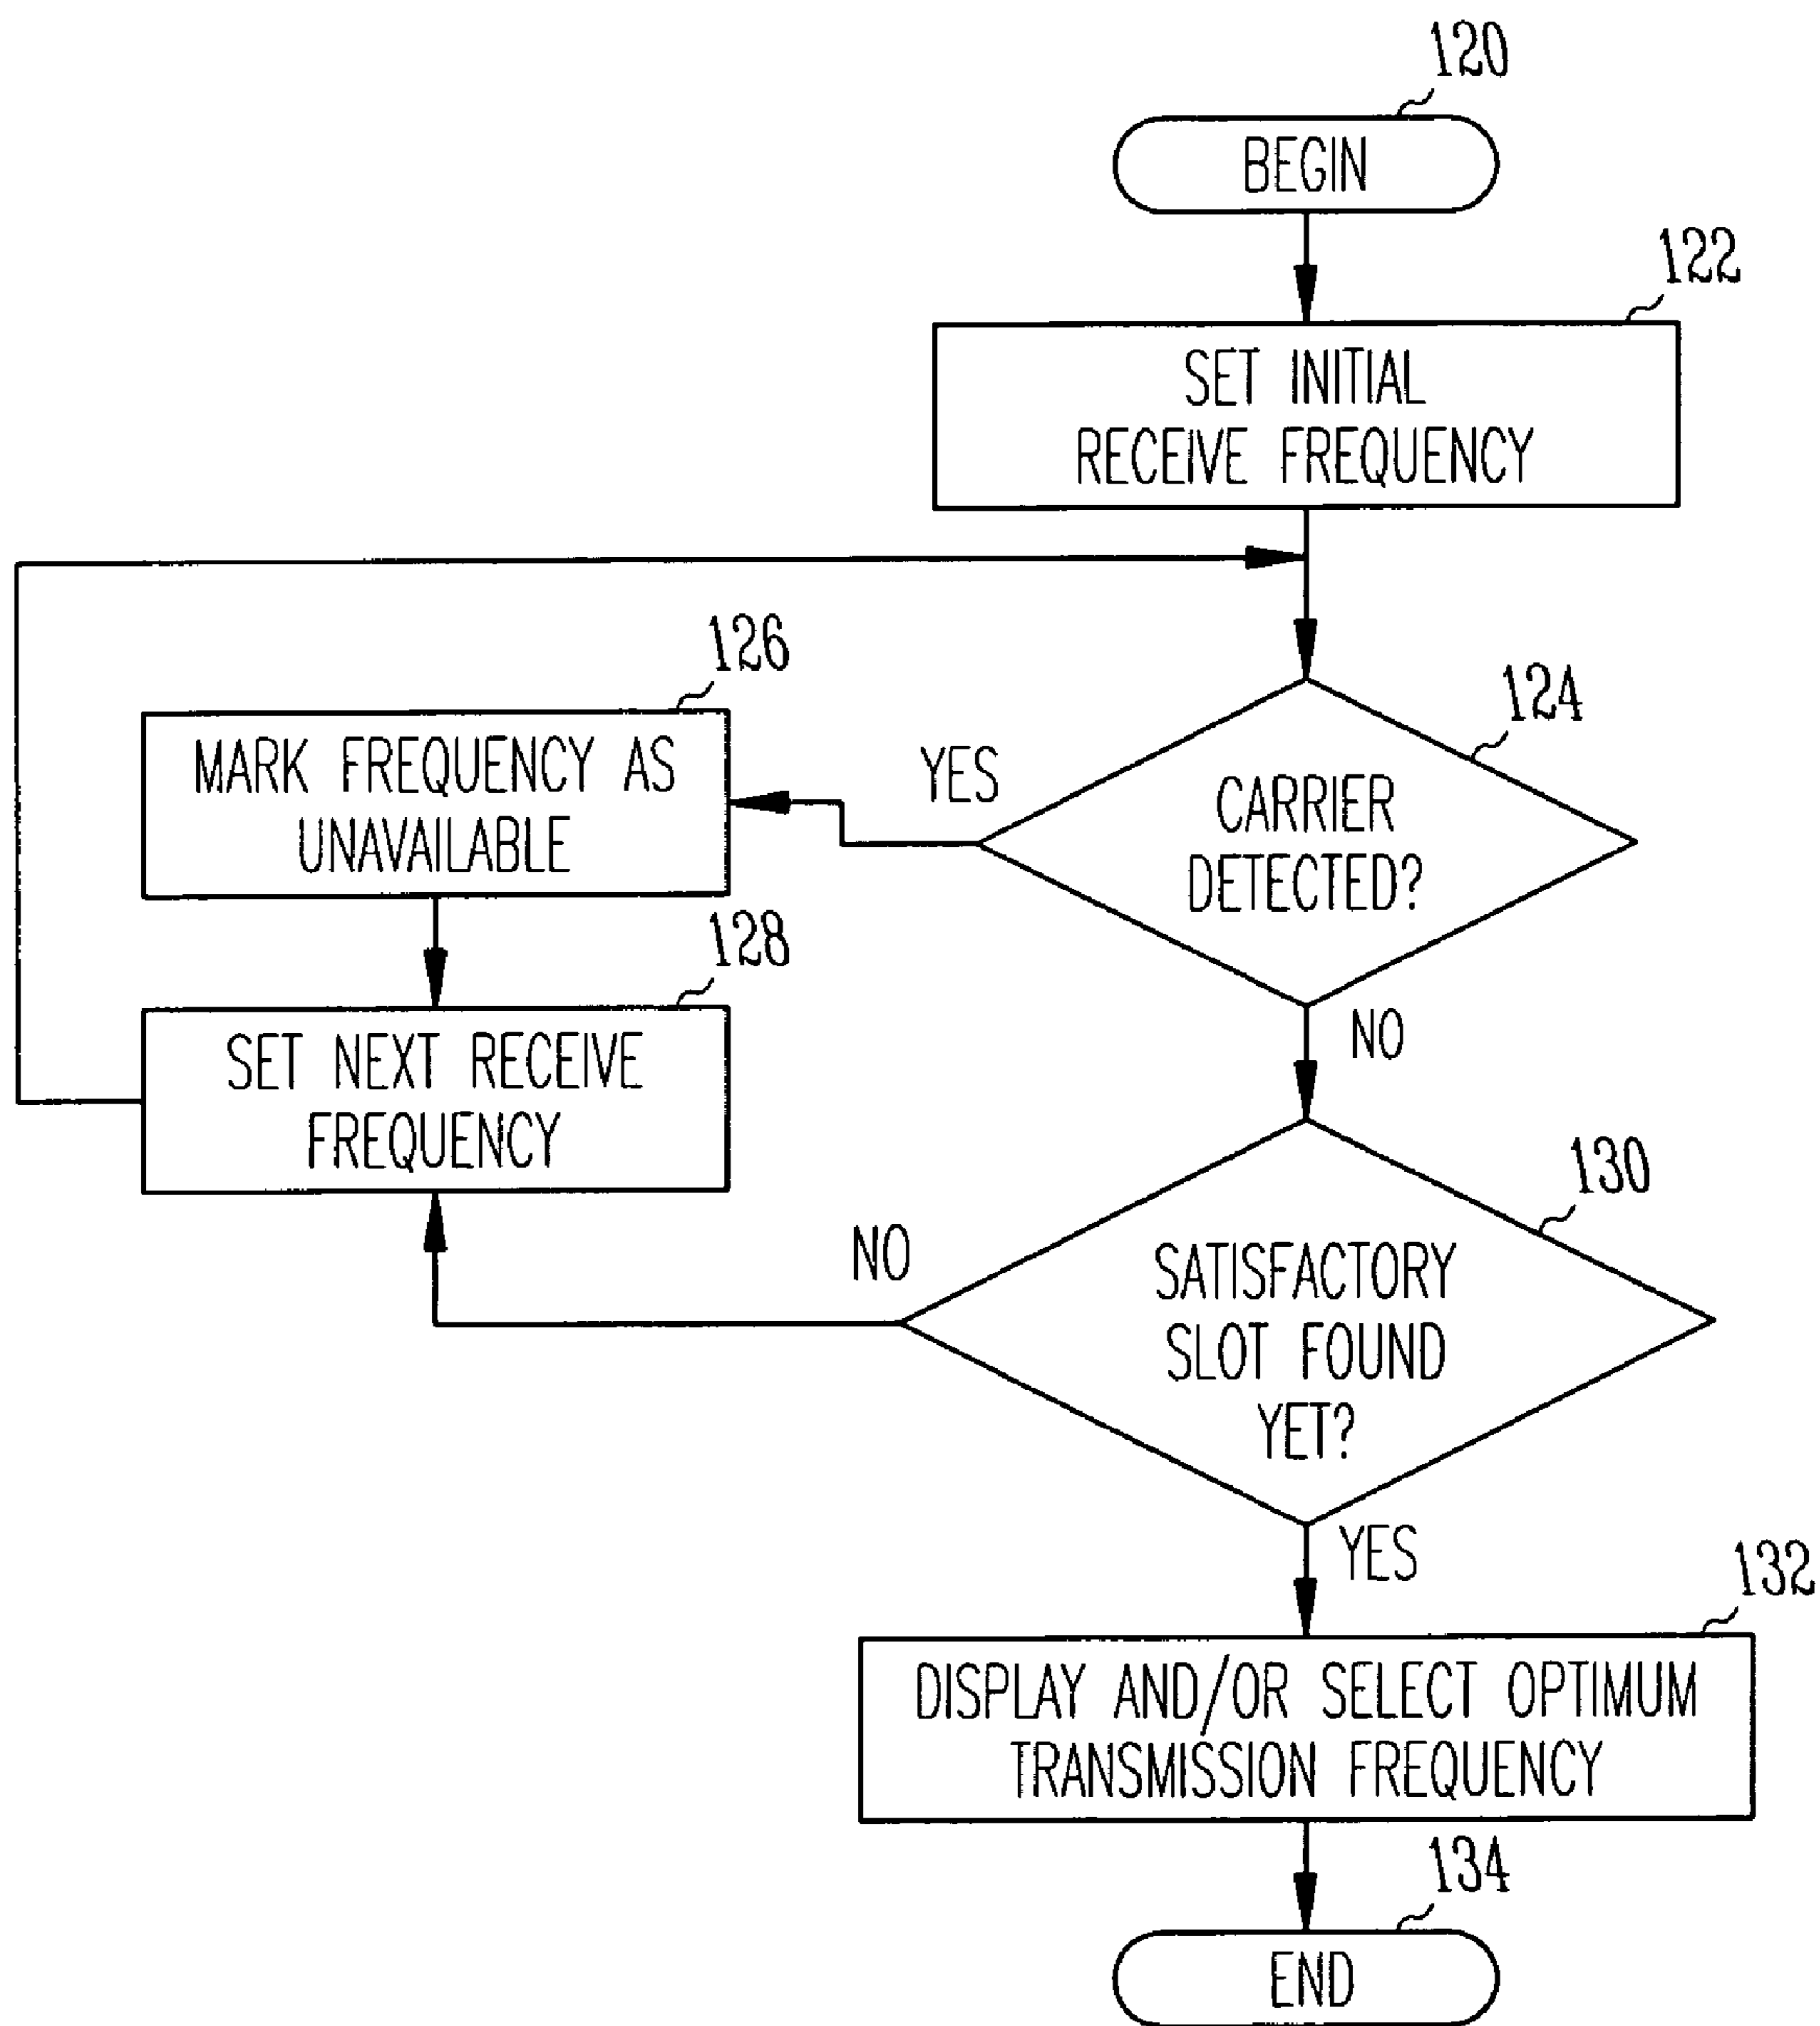 120
BEGIN
122
SET INITIAL
RECEIVE FREQUENCY
126
MARK FREQUENCY AS
UNAVAILABLE
YES
124
CARRIER
DETECTED?
128
SET NEXT RECEIVE
FREQUENCY
NO
130
NO
SATISFACTORY
SLOT FOUND
YET?
YES
132
DISPLAY AND/OR SELECT OPTIMUM
TRANSMISSION FREQUENCY
134
END